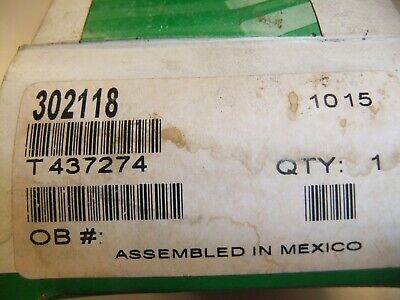 302118 1015
T 437274 QTY: 1
OB #:
ASSEMBLED IN MEXICO